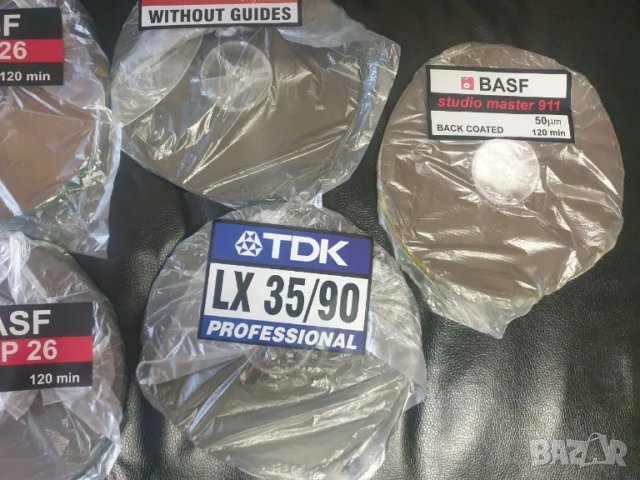 SF
26
120 min
WITHOUT GUIDES
BASF
studio master 911
50µm
BACK COATED
120 min
TDK
LX 35/90
PROFESSIONAL
ASF
P 26
120 min
BAZAR